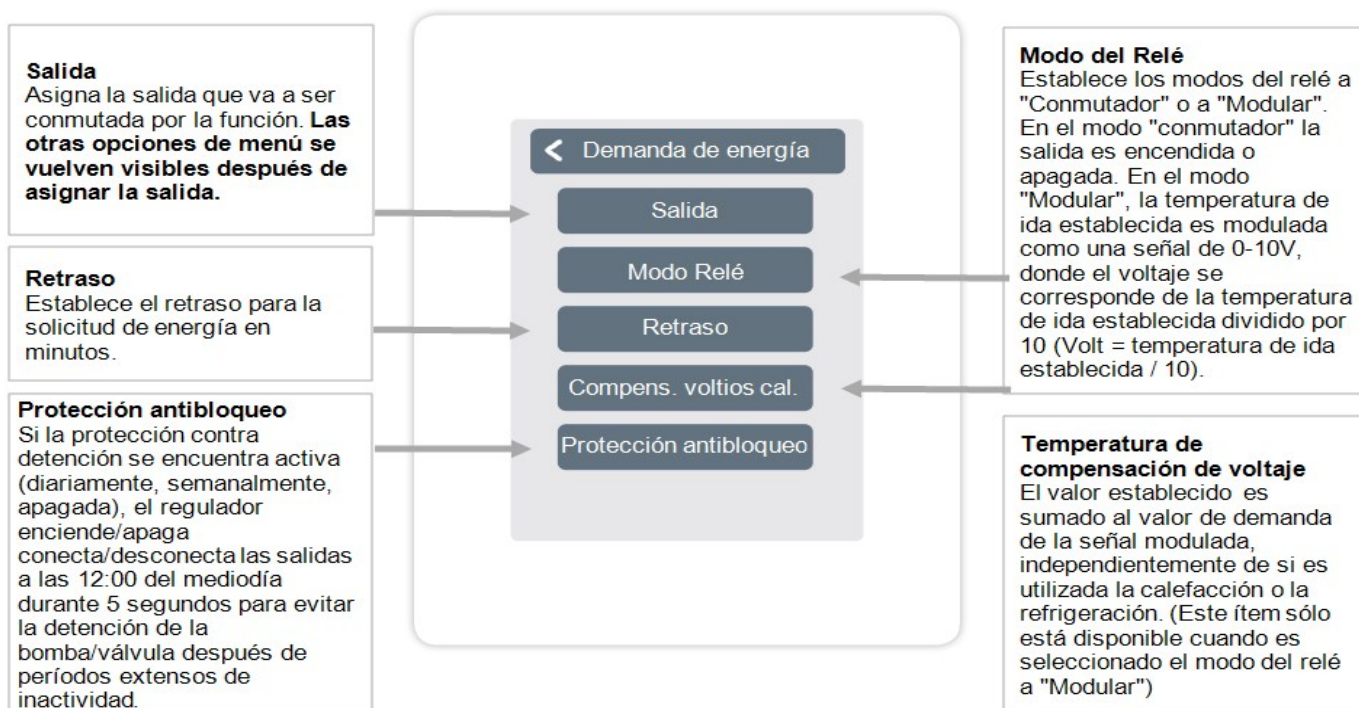 Salida
Asigna la salida que va a ser
conmutada por la función. Las
otras opciones de menú se
vuelven visibles después de
asignar la salida.
Retraso
Establece el retraso para la
solicitud de energía en
minutos.
Protección antibloqueo
Si la protección contra
detención se encuentra activa
(diariamente, semanalmente,
apagada), el regulador
enciende/apaga
conecta/desconecta las salidas
a las 12:00 del mediodía
durante 5 segundos para evitar
la detención de la
bomba/válvula después de
períodos extensos de
inactividad.
Demanda de energía
Salida
Modo Relé
Retraso
Compens. voltios cal.
Protección antibloqueo
Modo del Relé
Establece los modos del relé a
"Conmutador" o a "Modular".
En el modo "conmutador" la
salida es encendida o
apagada. En el modo
"Modular", la temperatura de
ida establecida es modulada
como una señal de 0-10V,
donde el voltaje se
corresponde de la temperatura
de ida establecida dividido por
10 (Volt = temperatura de ida
establecida / 10).
Temperatura de
compensación de voltaje
El valor establecido es
sumado al valor de demanda
de la señal modulada,
independientemente de si es
utilizada la calefacción o la
refrigeración. (Este ítem sólo
está disponible cuando es
seleccionado el modo del relé
a "Modular")